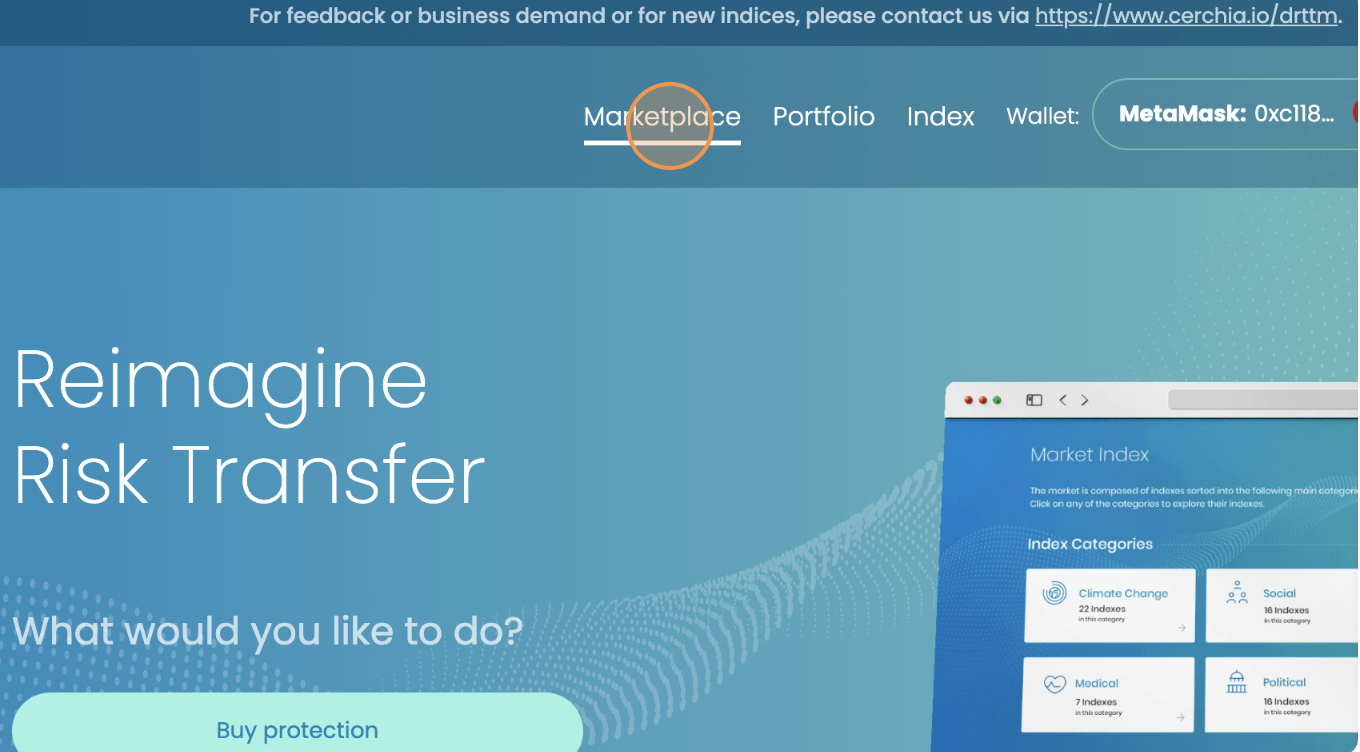 For feedback or business demand or for new indices, please contact us via https://www.cerchia.io/drttm.
Marketplace Portfolio Index Wallet: MetaMask: 0xc118...
Reimagine
Risk Transfer
What would you like to do?
Buy protection
Market Index
The market is composed of indexes sorted into the following main categorie
Click on any of the categories to explore their indexes.
Index Categories
Climate Change
22 Indexes
in this category
Social
16 Indexes
in this category
Medical
7 Indexes
in this category
Political
16 Indexes
in this category